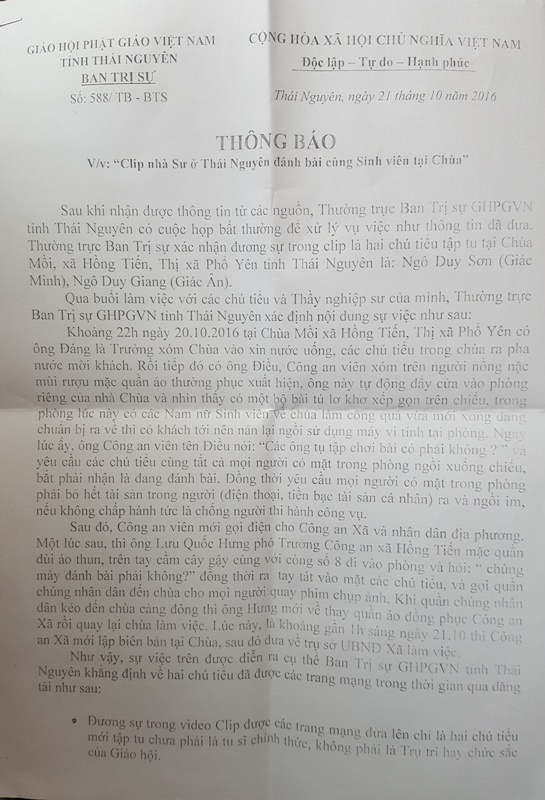 GIÁO HỘI PHẬT GIÁO VIỆT NAM
TỈNH THÁI NGUYÊN
BAN TRỊ SỰ
Số: 588/ TB - BTS
CỘNG HÒA XÃ HỘI CHỦ NGHĨA VIỆT NAM
Độc lập – Tự do – Hạnh phúc
Thái Nguyên, ngày 21 tháng 10 năm 2016
THÔNG BÁO
V/v: “Clip nhà Sư ở Thái Nguyên đánh bài cùng Sinh viên tại Chùa”
Sau khi nhận được thông tin từ các nguồn, Thường trực Ban Trị sự GHPGVN
tỉnh Thái Nguyên có cuộc họp bất thường để xử lý vụ việc như thông tin đã đưa.
Thường trực Ban Trị sự xác nhận đương sự trong clip là hai chú tiểu tập tu tại Chùa
Mồi, xã Hồng Tiến, Thị xã Phổ Yên tỉnh Thái Nguyên là: Ngô Duy Sơn (Giác
Minh), Ngô Duy Giang (Giác Ân).
Qua buổi làm việc với các chú tiểu và Thầy nghiệp sư của mình, Thường trực
Ban Trị sự GHPGVN tỉnh Thái Nguyên xác định nội dung sự việc như sau:
Khoảng 22h ngày 20.10.2016 tại Chùa Mồi xã Hồng Tiến, Thị xã Phổ Yên có
ông Đáng là Trưởng xóm Chùa vào xin nước uống, các chú tiểu trong chùa ra pha
nước mời khách. Rồi tiếp đó có ông Điều, Công an viên xóm trên người nồng nặc
mùi rượu mặc quần áo thường phục xuất hiện, ông này tự động đẩy cửa vào phòng
riêng của nhà Chùa và nhìn thấy có một bộ bài tú lơ khơ xếp gọn trên chiếu, trong
phòng lúc này có các Nam nữ Sinh viên về chùa làm công quả vừa mới xong đang
chuẩn bị ra về thì có khách tới nên nán lại ngồi sử dụng máy vi tính tại phòng. Ngay
lúc ấy, ông Công an viên tên Điều nói: “Các ông tụ tập chơi bài có phải không ? ” và
yêu cầu các chú tiểu cùng tất cả mọi người có mặt trong phòng ngồi xuống chiếu,
bắt phải nhận là đang đánh bài. Đồng thời yêu cầu mọi người có mặt trong phòng
phải bỏ hết tài sản trong người (điện thoại, tiền bạc tài sản cá nhân) ra và ngồi im,
nếu không chấp hành tức là chống người thi hành công vụ.
Sau đó, Công an viên mới gọi điện cho Công an Xã và nhân dân địa phương.
Một lúc sau, thì ông Lưu Quốc Hưng phó Trưởng Công an xã Hồng Tiến mặc quần
đùi áo thun, trên tay cầm cây gậy cùng với còng số 8 đi vào phòng và hỏi: “ chúng
mày đánh bài phải không?” đồng thời ra tay tát vào mặt các chú tiểu, và gọi quần
chúng nhân dân đến chùa cho mọi người quay phim chụp ảnh. Khi quần chúng nhân
dân kéo đến chùa càng đông thì ông Hưng mới về thay quần áo đồng phục Công an
Xã rồi quay lại chùa làm việc. Lúc này, là khoảng gần 1h sáng ngày 21.10 thì Công
an Xã mới lập biên bản tại Chùa, sau đó đưa về trụ sở UBND Xã làm việc.
Như vậy, sự việc trên được diễn ra cụ thể Ban Trị sự GHPGVN tỉnh Thái
Nguyên khẳng định về hai chú tiểu đã được các trang mạng trong thời gian qua đăng
tải như sau:
• Đương sự trong video Clip được các trang mạng đưa lên chỉ là hai chú tiểu
mới tập tu chưa phải là tu sĩ chính thức, không phải là Trụ trì hay chức sắc
của Giáo hội.